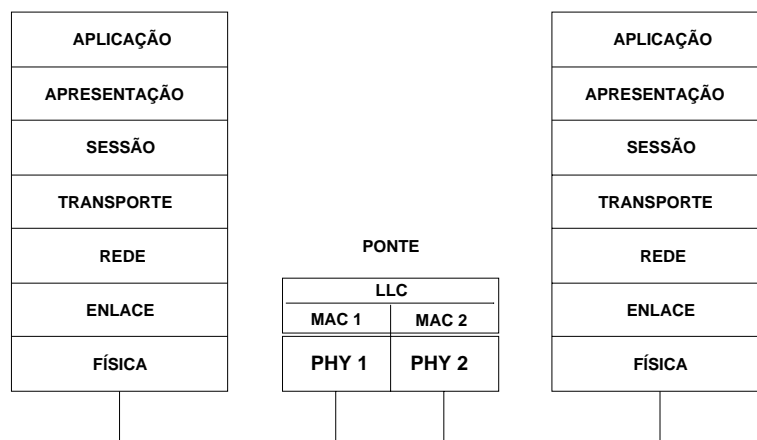 APLICAÇÃO
APRESENTAÇÃO
SESSÃO
TRANSPORTE
REDE
ENLACE
FÍSICA
PONTE
LLC
MAC 1 MAC 2
PHY 1 PHY 2
APLICAÇÃO
APRESENTAÇÃO
SESSÃO
TRANSPORTE
REDE
ENLACE
FÍSICA